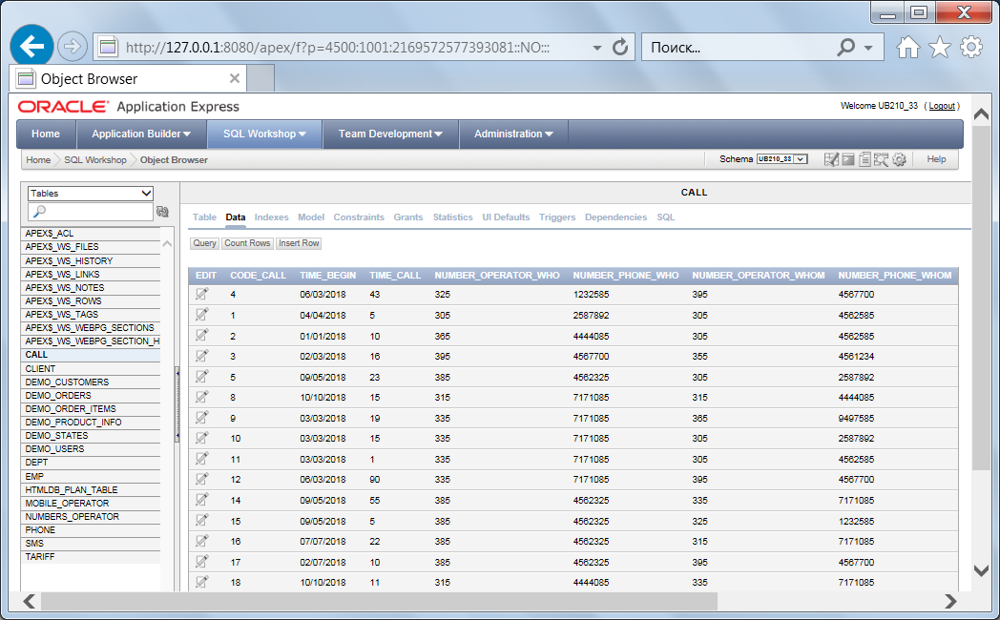 http://127.0.0.1:8080/apex/f?p=4500:1001:2169572577393081::NO:::
Поиск...
Object Browser
ORACLE Application Express
Welcome UB210_33 ( Logout )
Home Application Builder SQL Workshop Team Development Administration
Home SQL Workshop Object Browser Schema UB210_33 Help
Tables
APEX$_ACL
APEX$_WS_FILES
APEX$_WS_HISTORY
APEX$_WS_LINKS
APEX$_WS_NOTES
APEX$_WS_ROWS
APEX$_WS_TAGS
APEX$_WS_WEBPG_SECTIONS
APEX$_WS_WEBPG_SECTION_H
CALL
CLIENT
DEMO_CUSTOMERS
DEMO_ORDERS
DEMO_ORDER_ITEMS
DEMO_PRODUCT_INFO
DEMO_STATES
DEMO_USERS
DEPT
EMP
HTMLDB_PLAN_TABLE
MOBILE_OPERATOR
NUMBERS_OPERATOR
PHONE
SMS
TARIFF
CALL
Table Data Indexes Model Constraints Grants Statistics UI Defaults Triggers Dependencies SQL
Query Count Rows Insert Row
EDIT CODE_CALL TIME_BEGIN TIME_CALL NUMBER_OPERATOR_WHO NUMBER_PHONE_WHO NUMBER_OPERATOR_WHOM NUMBER_PHONE_WHOM
4 06/03/2018 43 325 1232585 395 4567700
1 04/04/2018 5 305 2587892 305 4562585
2 01/01/2018 10 365 4444085 305 4562585
3 02/03/2018 16 395 4567700 355 4561234
5 09/05/2018 23 385 4562325 305 2587892
8 10/10/2018 15 315 7171085 315 4444085
9 03/03/2018 19 335 7171085 365 9497585
10 03/03/2018 15 335 7171085 305 2587892
11 03/03/2018 1 335 7171085 305 4562585
12 06/03/2018 90 335 7171085 395 4567700
14 09/05/2018 55 385 4562325 335 7171085
15 09/05/2018 5 385 4562325 325 1232585
16 07/07/2018 22 385 4562325 315 7171085
17 02/07/2018 10 385 4562325 395 4567700
18 10/10/2018 11 315 4444085 335 7171085